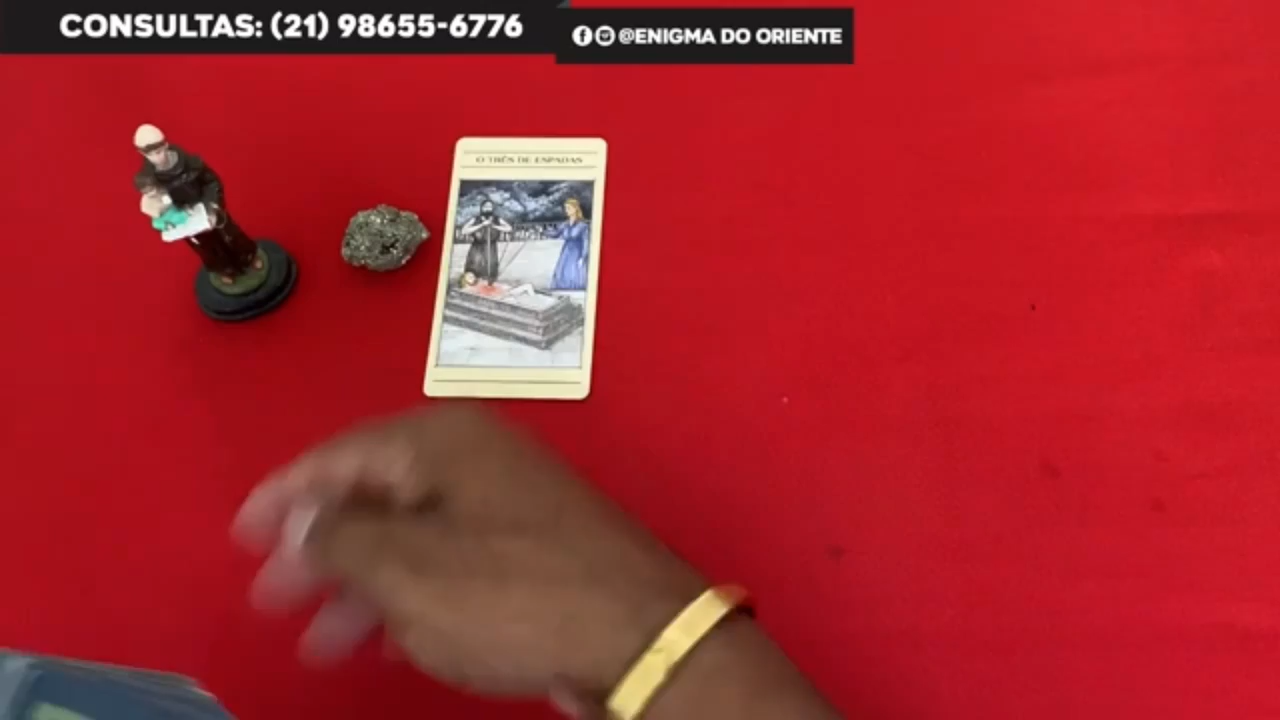 CONSULTAS: (21) 98655-6776
@ENIGMA DO ORIENTE
O TRÊS DE ESPADAS